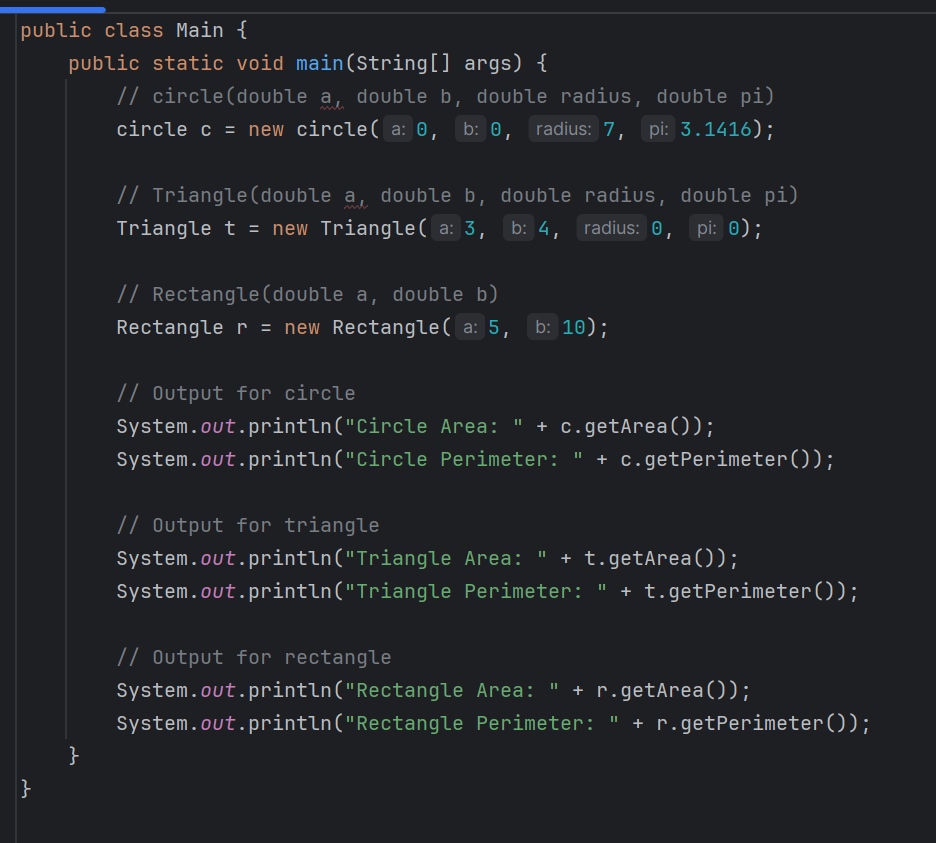 public class Main {
public static void main(String[] args) {
// circle(double a, double b, double radius, double pi)
circle c = new circle( a: 0, b: 0, radius: 7, pi: 3.1416);
// Triangle(double a, double b, double radius, double pi)
Triangle t = new Triangle( a: 3, b: 4, radius: 0, pi: 0);
// Rectangle(double a, double b)
Rectangle r = new Rectangle( a: 5, b: 10);
// Output for circle
System.out.println("Circle Area: " + c.getArea());
System.out.println("Circle Perimeter: " + c.getPerimeter());
// Output for triangle
System.out.println("Triangle Area: " + t.getArea());
System.out.println("Triangle Perimeter: " + t.getPerimeter());
// Output for rectangle
System.out.println("Rectangle Area: " + r.getArea());
System.out.println("Rectangle Perimeter: " + r.getPerimeter());
}
}